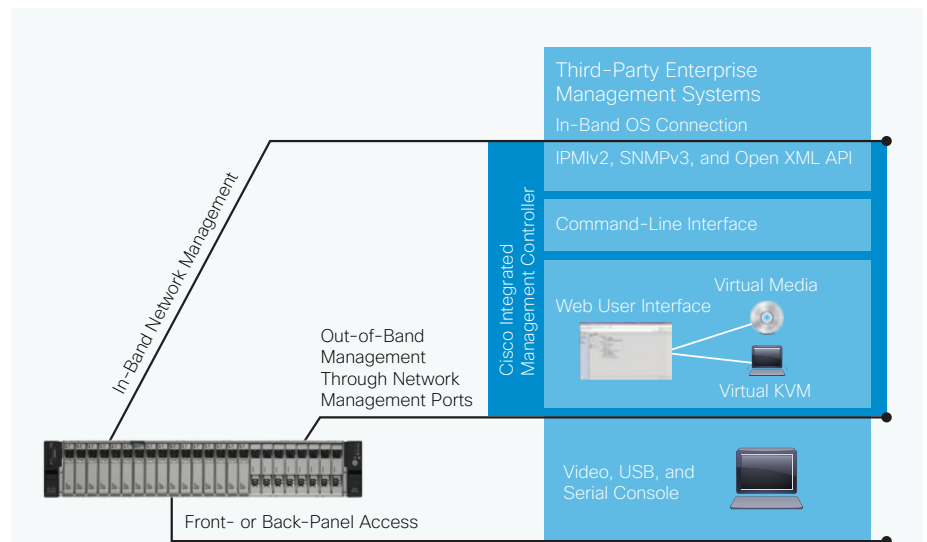 Third-Party Enterprise
Management Systems
In-Band OS Connection
IPMIv2, SNMPv3, and Open XML API
Command-Line Interface
Cisco Integrated
Management Controller
Web User Interface
Virtual Media
Virtual KVM
In-Band Network Management
Out-of-Band
Management
Through Network
Management Ports
Video, USB, and
Serial Console
Front- or Back-Panel Access